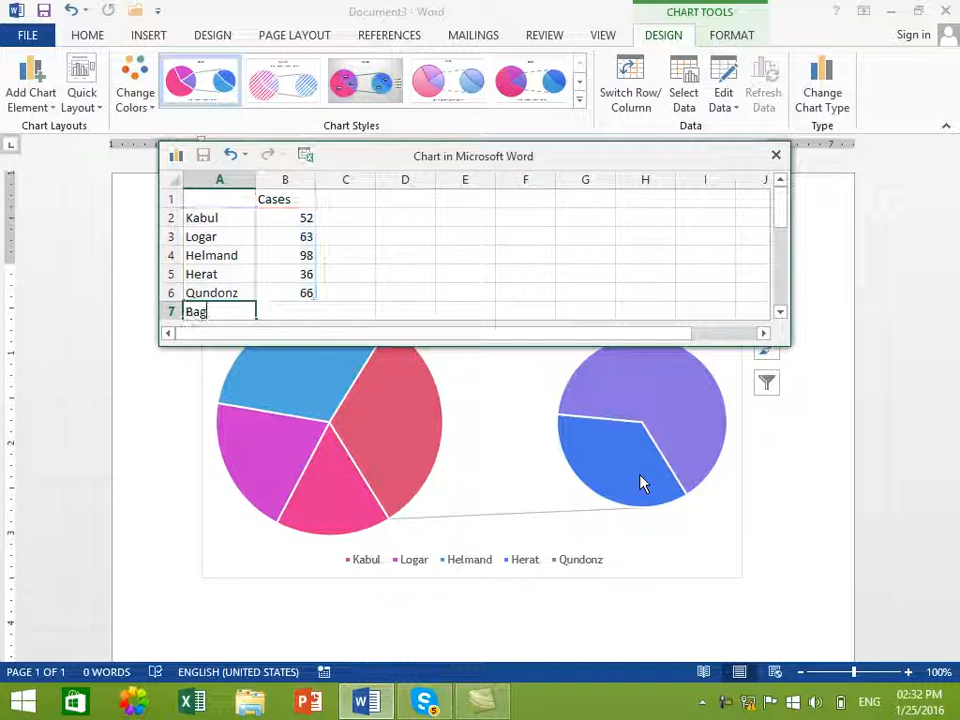 Document3 - Word
CHART TOOLS
FILE HOME INSERT DESIGN PAGE LAYOUT REFERENCES MAILINGS REVIEW VIEW DESIGN FORMAT Sign in
Add Chart Element
Quick Layout
Change Colors
Switch Row/ Column
Select Data
Edit Data
Refresh Data
Change Chart Type
Chart Layouts Chart Styles Data Type
Chart in Microsoft Word
A B C D E F G H I J
1 Cases
2 Kabul 52
3 Logar 63
4 Helmand 98
5 Herat 36
6 Qundonz 66
7 Bag
Kabul Logar Helmand Herat Qundonz
PAGE 1 OF 1 0 WORDS ENGLISH (UNITED STATES) 100%
ENG
02:32 PM
1/25/2016